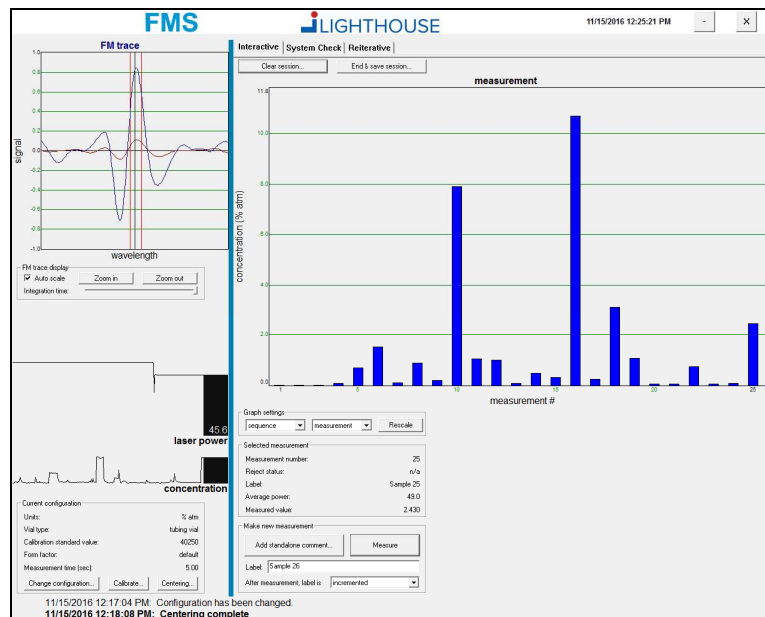 FMS
LIGHTHOUSE
11/15/2016 12:25:21 PM
-
X
FM trace
1.0
0.8
0.6
0.4
0.2
0.0
-0.2
-0.4
-0.6
-0.8
-1.0
signal
wavelength
FM trace display
Auto scale
Zoom in
Zoom out
Integration time:
45.6
laser power
concentration
Current configuration
Units: % atm
Vial type: tubing vial
Calibration standard value: 40250
Form factor: default
Measurement time (sec): 5.00
Change configuration...
Calibrate...
Centering...
Interactive
System Check
Reiterative
Clear session...
End & save session...
measurement
11.8
10.0
8.0
6.0
4.0
2.0
0.0
concentration (% atm)
1
5
10
15
20
25
measurement #
Graph settings
sequence
measurement
Rescale
Selected measurement
Measurement number: 25
Reject status: n/a
Label: Sample 25
Average power: 49.0
Measured value: 2.430
Make new measurement
Add standalone comment...
Measure
Label: Sample 26
After measurement, label is incremented
11/15/2016 12:17:04 PM: Configuration has been changed.
11/15/2016 12:18:08 PM: Centering complete